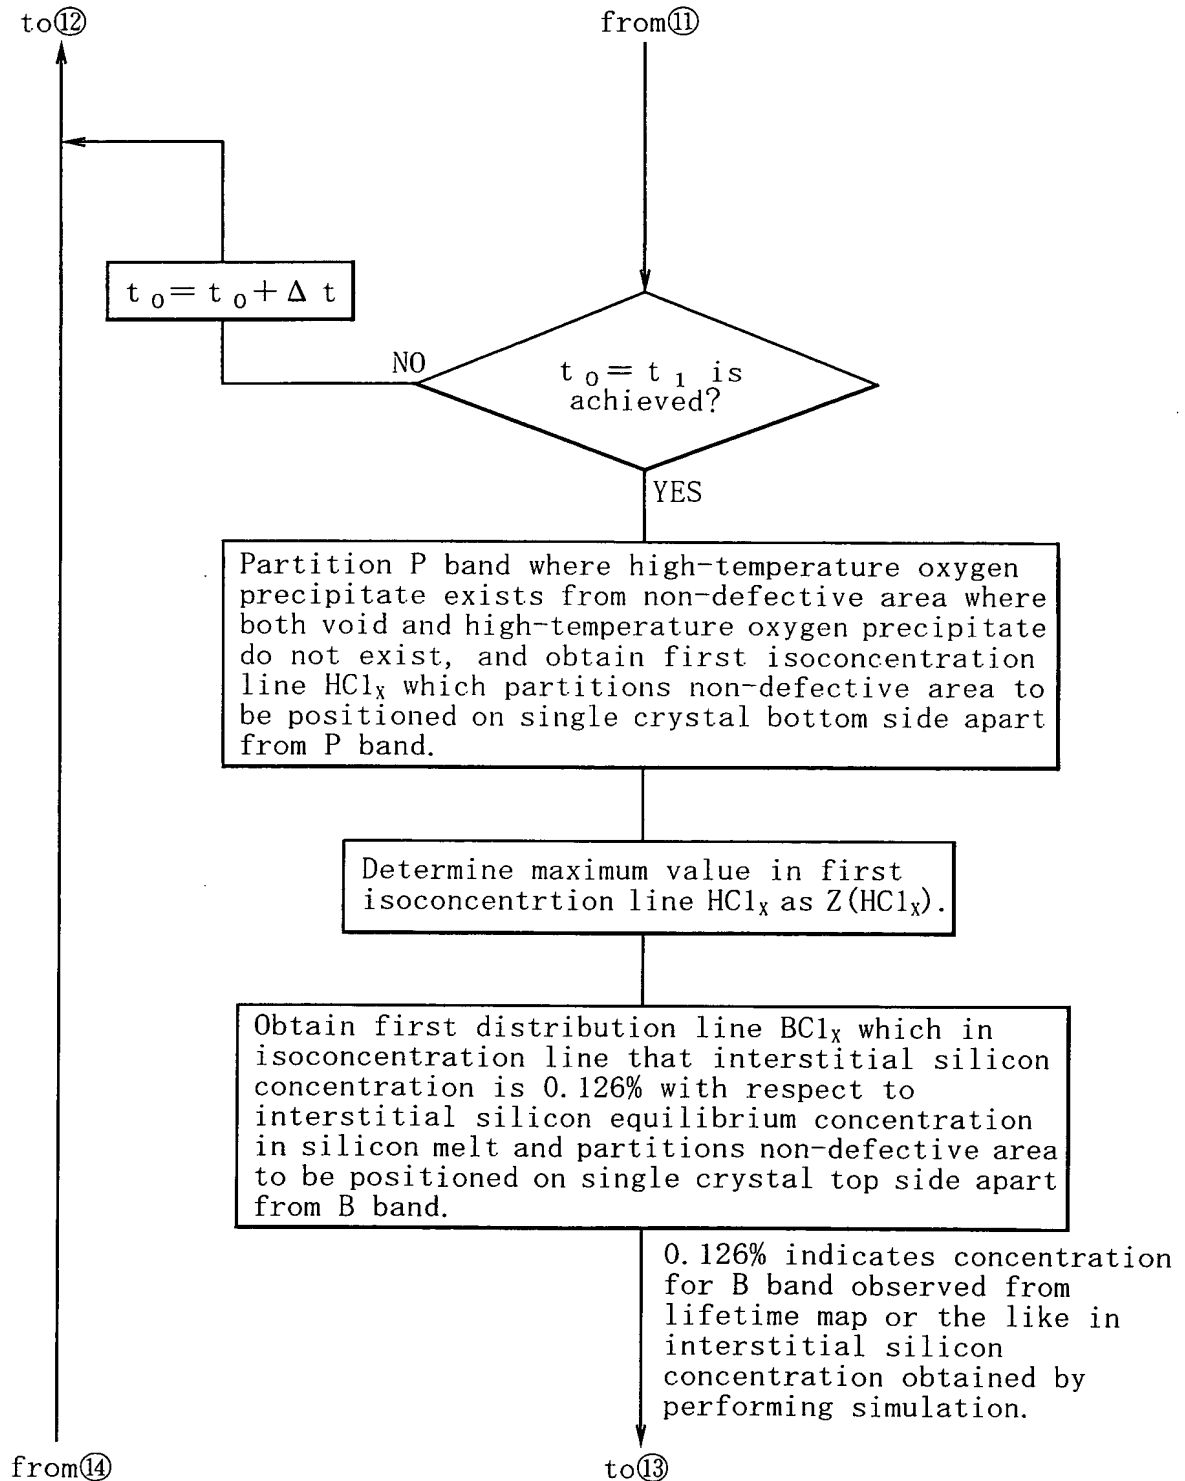 to⑫
from⑪
t₀＝t₀＋Δt
NO
t₀＝t₁ is
achieved?
YES
Partition P band where high-temperature oxygen
precipitate exists from non-defective area where
both void and high-temperature oxygen precipitate
do not exist, and obtain first isoconcentration
line HC1ₓ which partitions non-defective area to
be positioned on single crystal bottom side apart
from P band.
Determine maximum value in first
isoconcentrtion line HC1ₓ as Z(HC1ₓ).
Obtain first distribution line BC1ₓ which in
isoconcentration line that interstitial silicon
concentration is 0.126% with respect to
interstitial silicon equilibrium concentration
in silicon melt and partitions non-defective area
to be positioned on single crystal top side apart
from B band.
0.126% indicates concentration
for B band observed from
lifetime map or the like in
interstitial silicon
concentration obtained by
performing simulation.
from⑭
to⑬